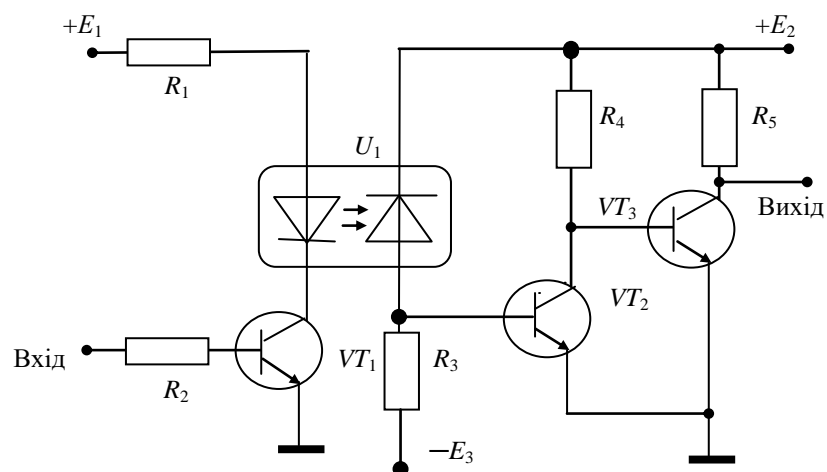 +E₁
+E₂
R₁
R₄
R₅
U₁
VT₃
Вихід
VT₂
Вхід
VT₁
R₃
R₂
—E₃